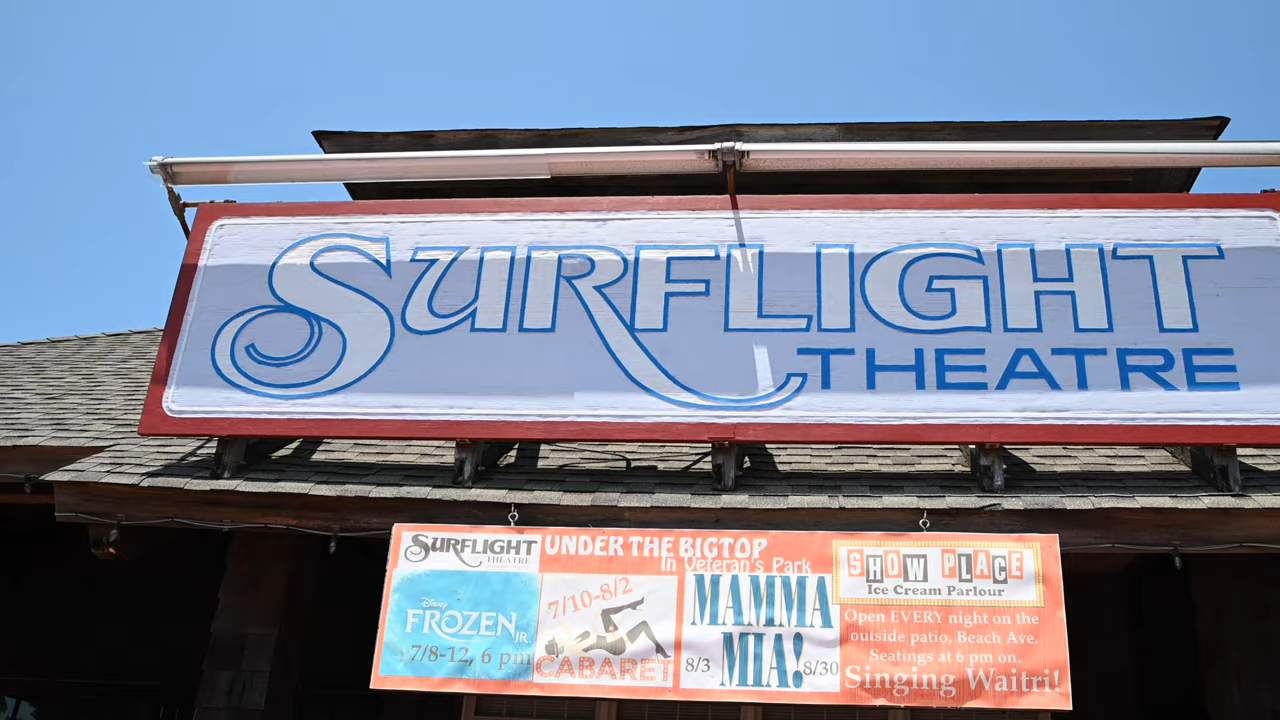 SURFLIGHT
THEATRE
SURFLIGHT
THEATRE
UNDER THE BIGTOP
In Veteran's Park
Disney
FROZEN JR.
7/8-12, 6 pm
7/10-8/2
CABARET
MAMMA
MIA!
8/3
8/30
SHOW PLACE
Ice Cream Parlour
Open EVERY night on the
outside patio, Beach Ave.
Seatings at 6 pm on.
Singing Waitri!